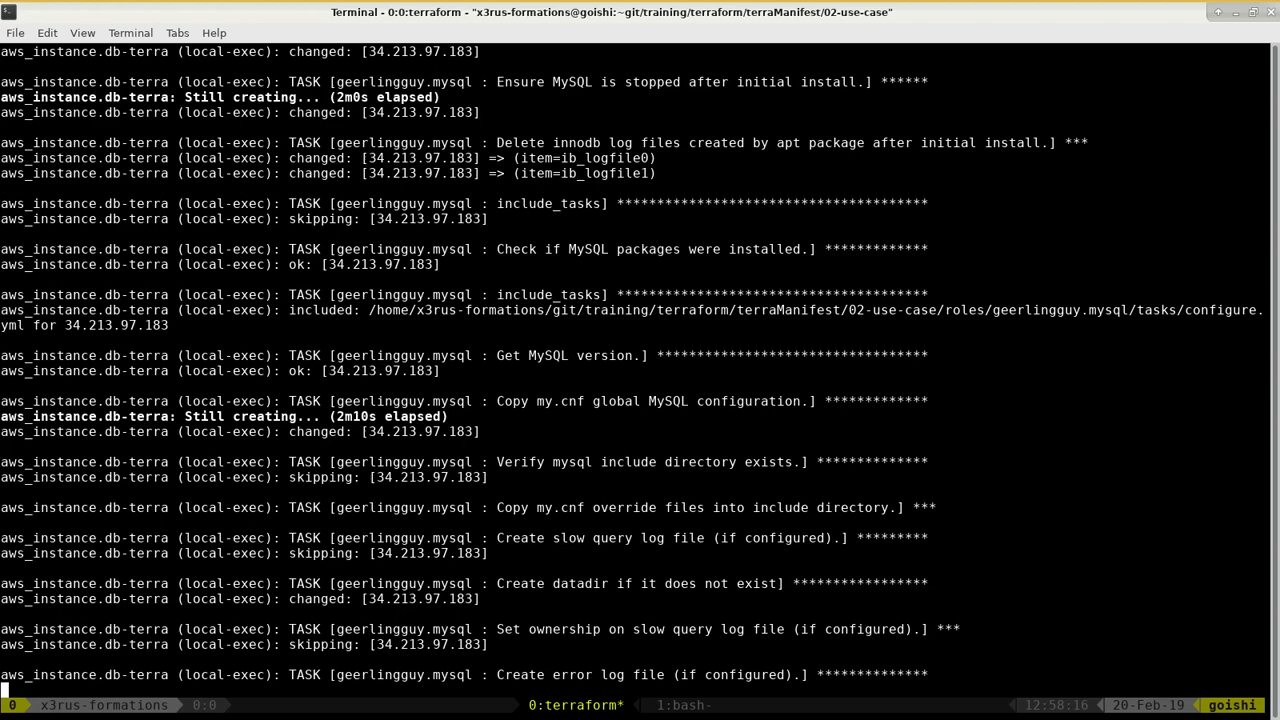 Terminal - 0:0:terraform - "x3rus-formations@goishi:~git/training/terraform/terraManifest/02-use-case"
File Edit View Terminal Tabs Help
aws_instance.db-terra (local-exec): changed: [34.213.97.183]
aws_instance.db-terra (local-exec): TASK [geerlingguy.mysql : Ensure MySQL is stopped after initial install.] ******
aws_instance.db-terra: Still creating... (2m0s elapsed)
aws_instance.db-terra (local-exec): changed: [34.213.97.183]
aws_instance.db-terra (local-exec): TASK [geerlingguy.mysql : Delete innodb log files created by apt package after initial install.] ***
aws_instance.db-terra (local-exec): changed: [34.213.97.183] => (item=ib_logfile0)
aws_instance.db-terra (local-exec): changed: [34.213.97.183] => (item=ib_logfile1)
aws_instance.db-terra (local-exec): TASK [geerlingguy.mysql : include_tasks] ***************************************
aws_instance.db-terra (local-exec): skipping: [34.213.97.183]
aws_instance.db-terra (local-exec): TASK [geerlingguy.mysql : Check if MySQL packages were installed.] *************
aws_instance.db-terra (local-exec): ok: [34.213.97.183]
aws_instance.db-terra (local-exec): TASK [geerlingguy.mysql : include_tasks] ***************************************
aws_instance.db-terra (local-exec): included: /home/x3rus-formations/git/training/terraform/terraManifest/02-use-case/roles/geerlingguy.mysql/tasks/configure.
yml for 34.213.97.183
aws_instance.db-terra (local-exec): TASK [geerlingguy.mysql : Get MySQL version.] **********************************
aws_instance.db-terra (local-exec): ok: [34.213.97.183]
aws_instance.db-terra (local-exec): TASK [geerlingguy.mysql : Copy my.cnf global MySQL configuration.] *************
aws_instance.db-terra: Still creating... (2m10s elapsed)
aws_instance.db-terra (local-exec): changed: [34.213.97.183]
aws_instance.db-terra (local-exec): TASK [geerlingguy.mysql : Verify mysql include directory exists.] **************
aws_instance.db-terra (local-exec): skipping: [34.213.97.183]
aws_instance.db-terra (local-exec): TASK [geerlingguy.mysql : Copy my.cnf override files into include directory.] ***
aws_instance.db-terra (local-exec): TASK [geerlingguy.mysql : Create slow query log file (if configured).] *********
aws_instance.db-terra (local-exec): skipping: [34.213.97.183]
aws_instance.db-terra (local-exec): TASK [geerlingguy.mysql : Create datadir if it does not exist] *****************
aws_instance.db-terra (local-exec): changed: [34.213.97.183]
aws_instance.db-terra (local-exec): TASK [geerlingguy.mysql : Set ownership on slow query log file (if configured).] ***
aws_instance.db-terra (local-exec): skipping: [34.213.97.183]
aws_instance.db-terra (local-exec): TASK [geerlingguy.mysql : Create error log file (if configured).] **************
0 x3rus-formations 0:0 0:terraform* 1:bash- 12:58:16 20-Feb-19 goishi